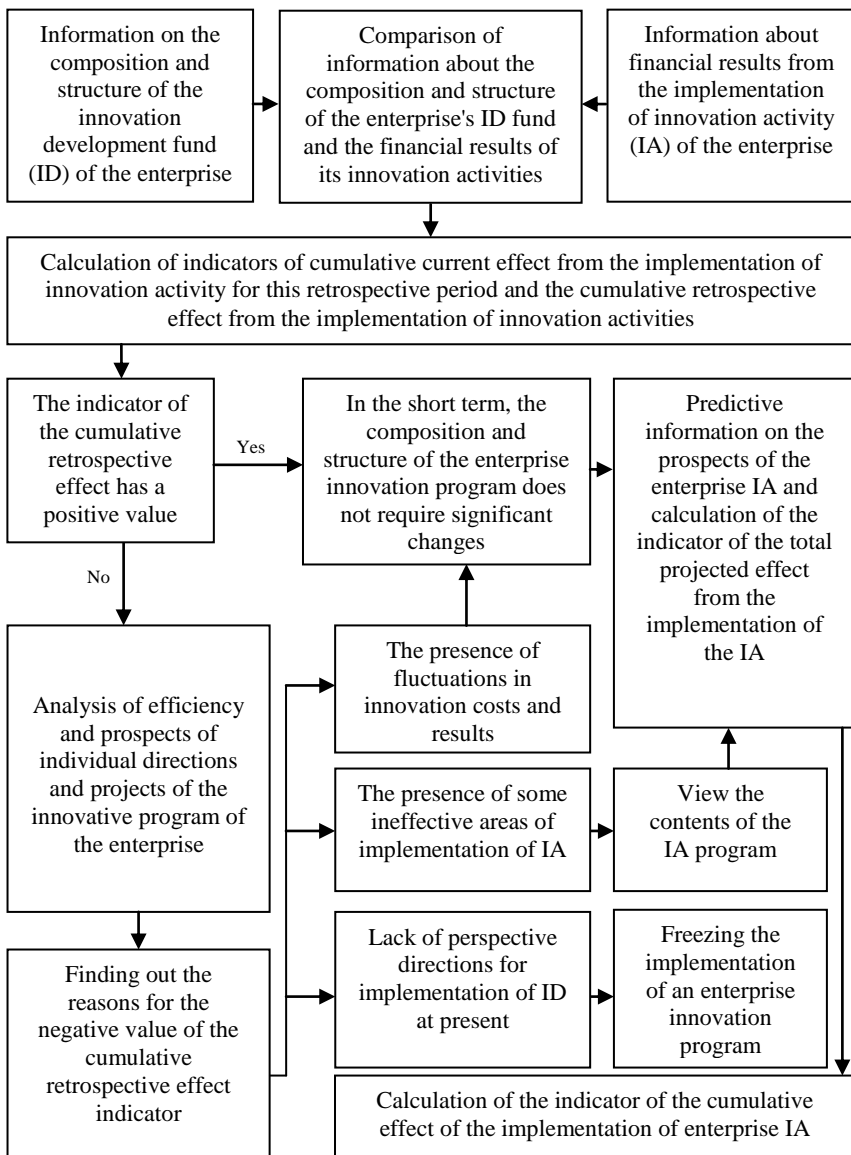 Information on the
composition and
structure of the
innovation
development fund
(ID) of the enterprise
Comparison of
information about the
composition and structure
of the enterprise's ID fund
and the financial results of
its innovation activities
Information about
financial results from
the implementation
of innovation activity
(IA) of the enterprise
Calculation of indicators of cumulative current effect from the implementation of
innovation activity for this retrospective period and the cumulative retrospective
effect from the implementation of innovation activities
The indicator of
the cumulative
retrospective
effect has a
positive value
Yes
In the short term, the
composition and
structure of the enterprise
innovation program does
not require significant
changes
Predictive
information on the
prospects of the
enterprise IA and
calculation of the
indicator of the total
projected effect
from the
implementation of
the IA
No
Analysis of efficiency
and prospects of
individual directions
and projects of the
innovative program of
the enterprise
The presence of
fluctuations in
innovation costs and
results
The presence of some
ineffective areas of
implementation of IA
View the
contents of the
IA program
Finding out the
reasons for the
negative value of the
cumulative
retrospective effect
indicator
Lack of perspective
directions for
implementation of ID
at present
Freezing the
implementation
of an enterprise
innovation
program
Calculation of the indicator of the cumulative
effect of the implementation of enterprise IA